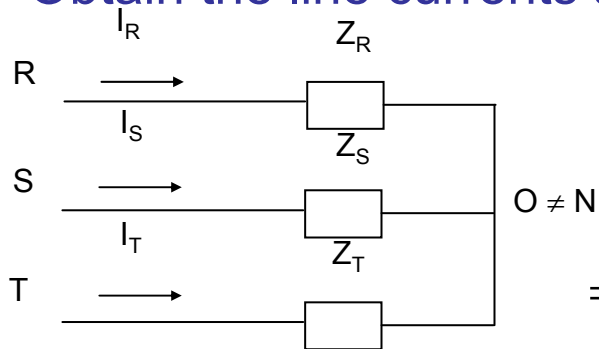 Obtain the line currents
I_R Z_R
R
I_S
Z_S
S
O ≠ N
I_T
Z_T
T
=